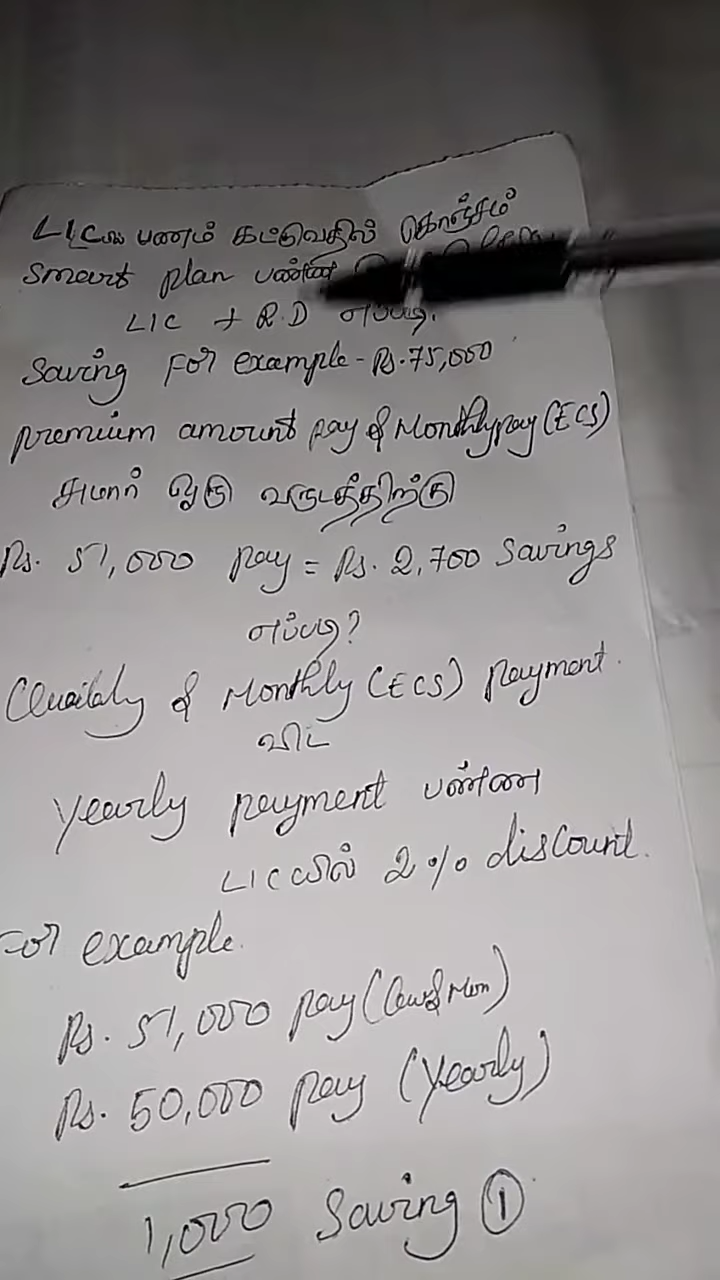 LICயில் பணம் கட்டுவதில் கொஞ்சம்
smart plan பண்ணி
LIC + R.D எப்படி.
Saving For example - Rs. 75,000
premium amount pay & Monthly pay (ECS)
சுமார் ஒரு வருடத்திற்கு
Rs. 51,000 pay = Rs. 2,700 Savings
எப்படி?
& Monthly (ECS) payment.
விட
Yearly payment பண்ண
LICயில் 2% discount.
For example.
Rs. 51,000 pay (& Mon)
Rs. 50,000 pay (Yearly)
1,000 Saving ①